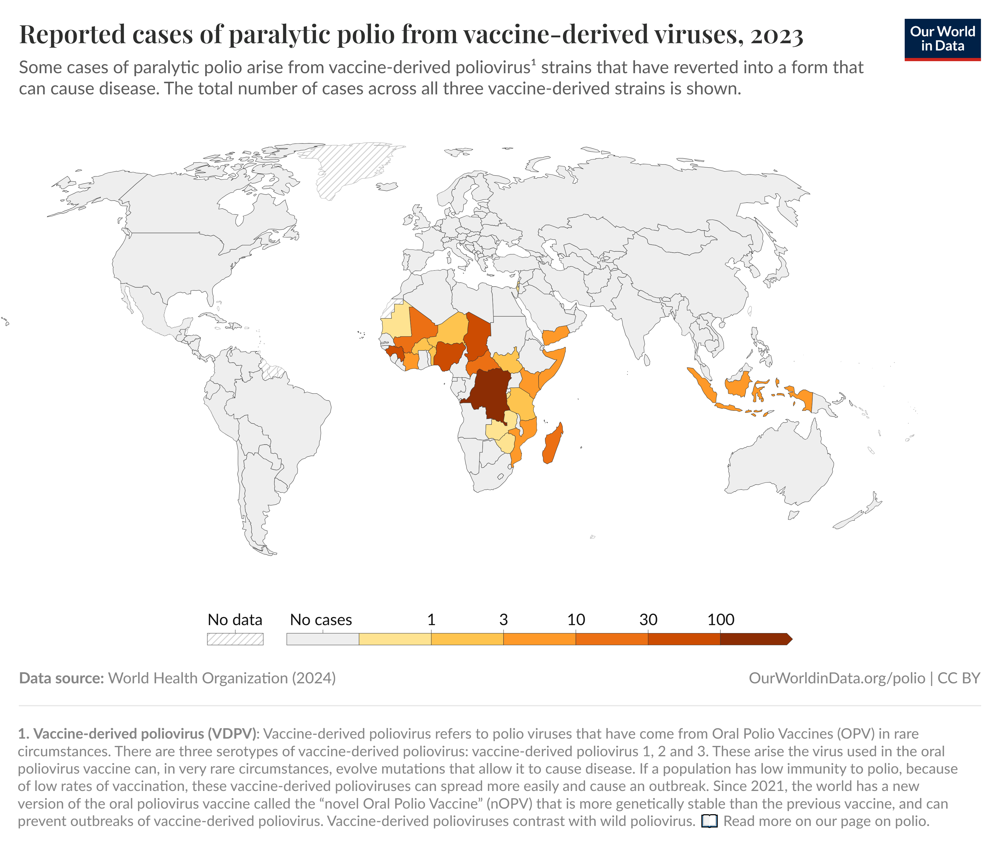 Reported cases of paralytic polio from vaccine-derived viruses, 2023
Our World
in Data
Some cases of paralytic polio arise from vaccine-derived poliovirus¹ strains that have reverted into a form that
can cause disease. The total number of cases across all three vaccine-derived strains is shown.
No data
No cases
1
3
10
30
100
Data source: World Health Organization (2024)
OurWorldinData.org/polio | CC BY
1. Vaccine-derived poliovirus (VDPV): Vaccine-derived poliovirus refers to polio viruses that have come from Oral Polio Vaccines (OPV) in rare
circumstances. There are three serotypes of vaccine-derived poliovirus: vaccine-derived poliovirus 1, 2 and 3. These arise the virus used in the oral
poliovirus vaccine can, in very rare circumstances, evolve mutations that allow it to cause disease. If a population has low immunity to polio, because
of low rates of vaccination, these vaccine-derived polioviruses can spread more easily and cause an outbreak. Since 2021, the world has a new
version of the oral poliovirus vaccine called the “novel Oral Polio Vaccine” (nOPV) that is more genetically stable than the previous vaccine, and can
prevent outbreaks of vaccine-derived poliovirus. Vaccine-derived polioviruses contrast with wild poliovirus. Read more on our page on polio.